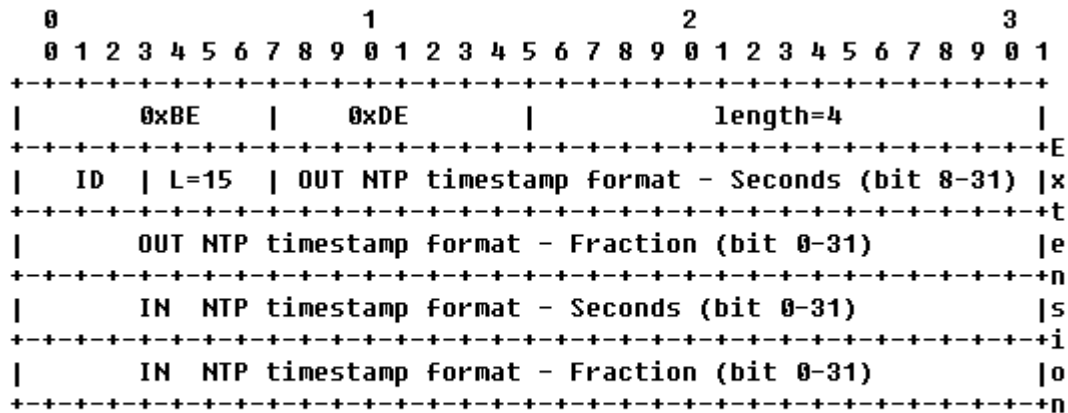 0                   1                   2                   3
0 1 2 3 4 5 6 7 8 9 0 1 2 3 4 5 6 7 8 9 0 1 2 3 4 5 6 7 8 9 0 1
+-+-+-+-+-+-+-+-+-+-+-+-+-+-+-+-+-+-+-+-+-+-+-+-+-+-+-+-+-+-+-+-+
|       0xBE    |    0xDE       |           length=4            |
+-+-+-+-+-+-+-+-+-+-+-+-+-+-+-+-+-+-+-+-+-+-+-+-+-+-+-+-+-+-+-+-+E
|   ID  | L=15  | OUT NTP timestamp format - Seconds (bit 8-31) |x
+-+-+-+-+-+-+-+-+-+-+-+-+-+-+-+-+-+-+-+-+-+-+-+-+-+-+-+-+-+-+-+-+t
|       OUT NTP timestamp format - Fraction (bit 0-31)          |e
+-+-+-+-+-+-+-+-+-+-+-+-+-+-+-+-+-+-+-+-+-+-+-+-+-+-+-+-+-+-+-+-+n
|       IN  NTP timestamp format - Seconds (bit 0-31)           |s
+-+-+-+-+-+-+-+-+-+-+-+-+-+-+-+-+-+-+-+-+-+-+-+-+-+-+-+-+-+-+-+-+i
|       IN  NTP timestamp format - Fraction (bit 0-31)          |o
+-+-+-+-+-+-+-+-+-+-+-+-+-+-+-+-+-+-+-+-+-+-+-+-+-+-+-+-+-+-+-+-+n